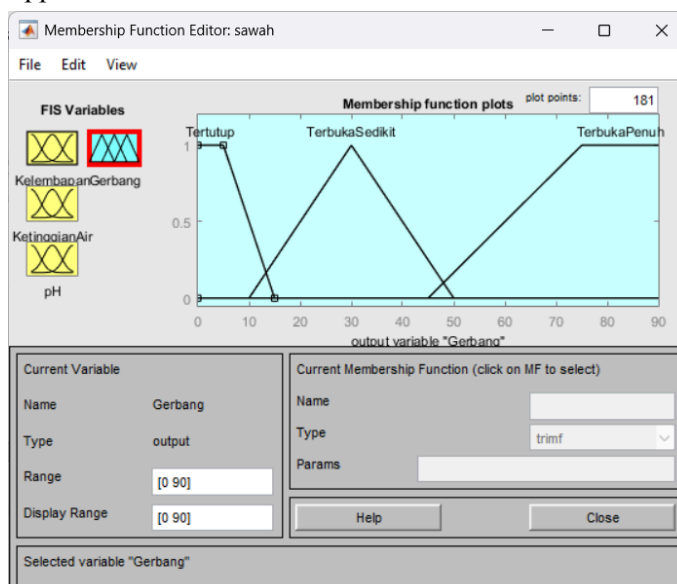 Membership Function Editor: sawah
File Edit View
FIS Variables
Membership function plots
plot points:
181
Kelembapan
Gerbang
KetinggianAir
pH
Tertutup
TerbukaSedikit
TerbukaPenuh
1
0.5
0
0 10 20 30 40 50 60 70 80 90
output variable "Gerbang"
Current Variable
Name Gerbang
Type output
Range [0 90]
Display Range [0 90]
Current Membership Function (click on MF to select)
Name
Type trimf
Params
Help
Close
Selected variable "Gerbang"